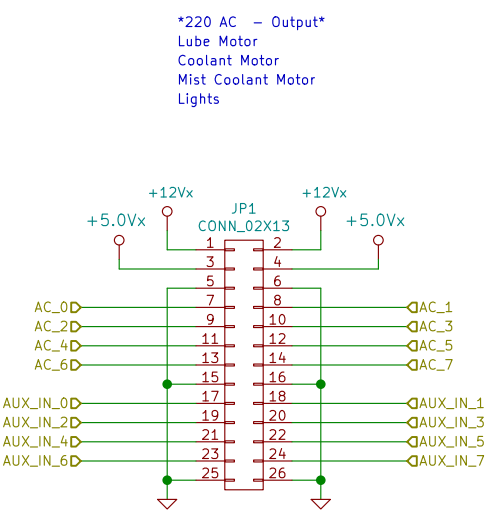 *220 AC  - Output*
Lube Motor
Coolant Motor
Mist Coolant Motor
Lights
+12Vx +12Vx
+5.0Vx JP1 +5.0Vx
CONN_02X13
1 2
3 4
5 6
AC_0 7 8 AC_1
AC_2 9 10 AC_3
AC_4 11 12 AC_5
AC_6 13 14 AC_7
15 16
AUX_IN_0 17 18 AUX_IN_1
AUX_IN_2 19 20 AUX_IN_3
AUX_IN_4 21 22 AUX_IN_5
AUX_IN_6 23 24 AUX_IN_7
25 26